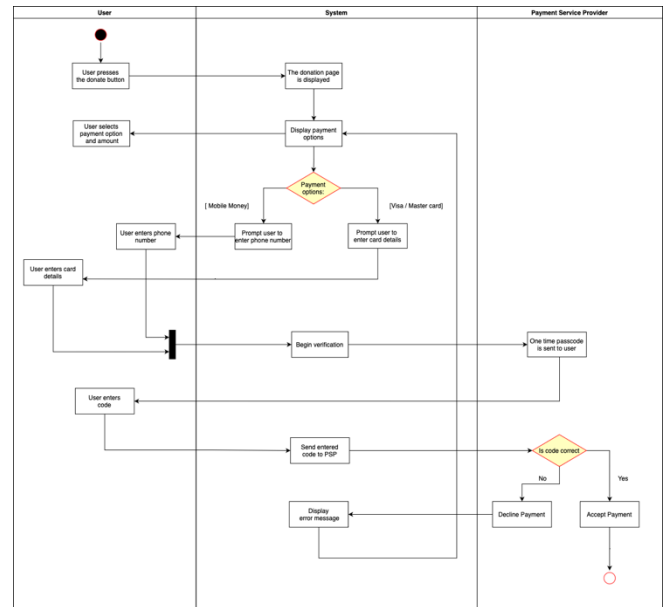 User
System
Payment Service Provider
User presses
the donate button
The donation page
is displayed
User selects
payment option
and amount
Display payment
options
Payment
options:
[ Mobile Money]
[Visa / Master card]
User enters phone
number
Prompt user to
enter phone number
Prompt user to
enter card details
User enters card
details
Begin verification
One time passcode
is sent to user
User enters
code
Send entered
code to PSP
Is code correct
No
Yes
Display
error message
Decline Payment
Accept Payment